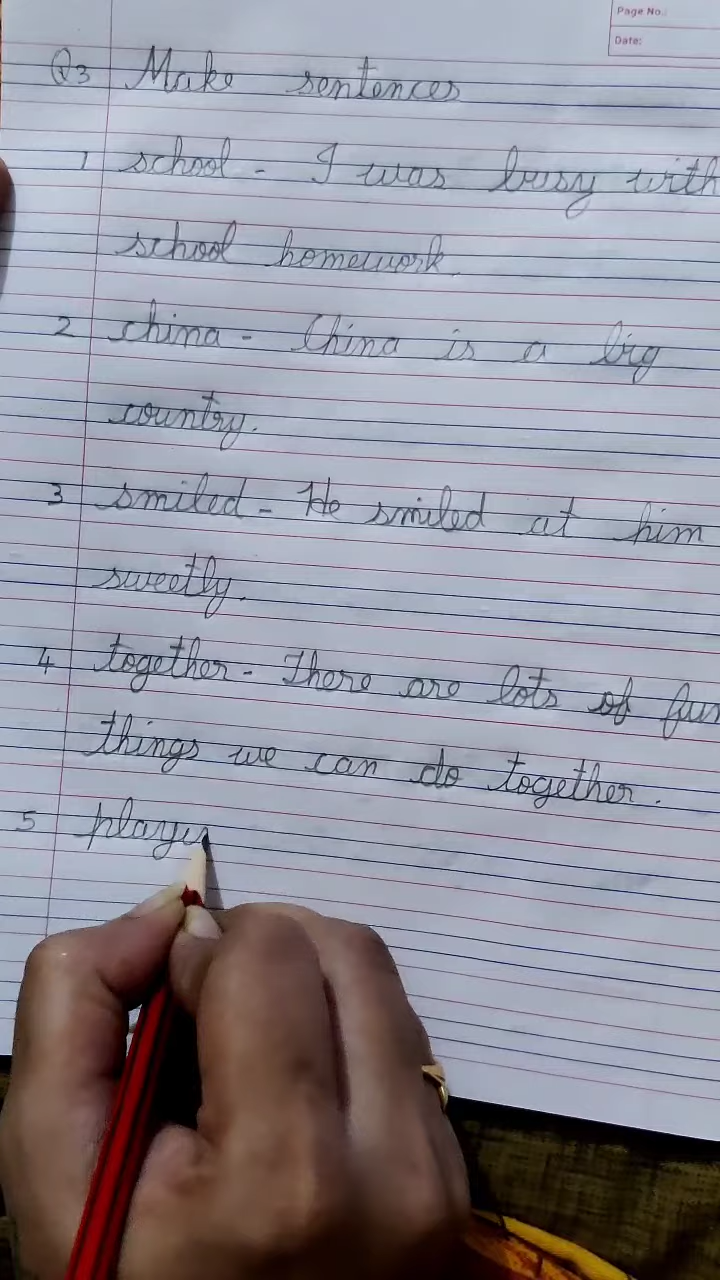 Page No.:
Date:
Q3 Make sentences
1 school - I was busy with
school homework.
2 china - China is a big
country.
3 smiled - He smiled at him
sweetly.
4 together - There are lots of fun
things we can do together.
5 playi